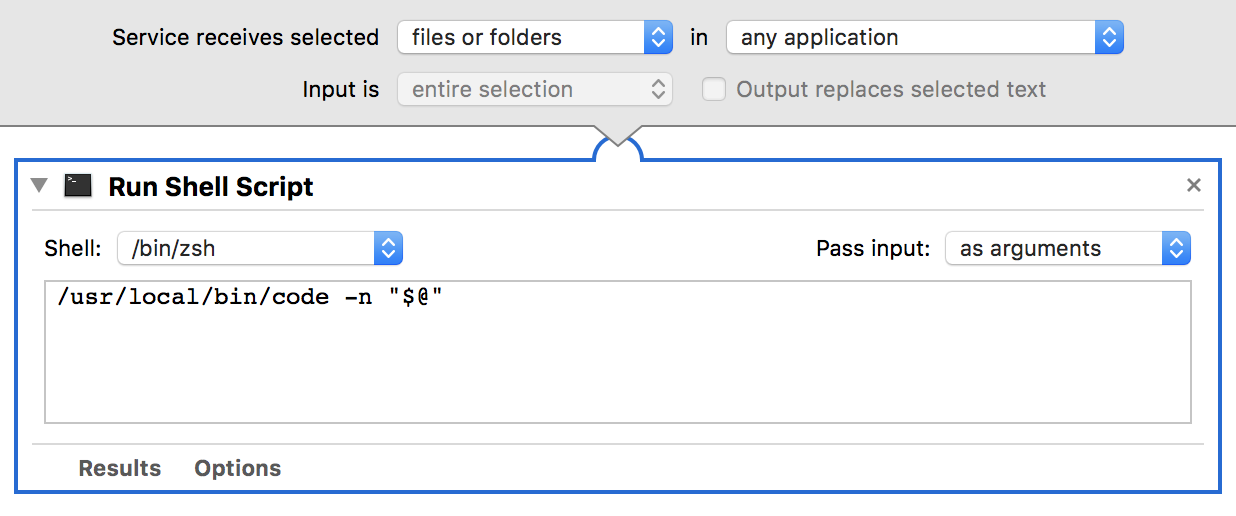 Service receives selected files or folders in any application
Input is entire selection Output replaces selected text
>_ Run Shell Script ×
Shell: /bin/zsh Pass input: as arguments
/usr/local/bin/code -n "$@"
Results Options